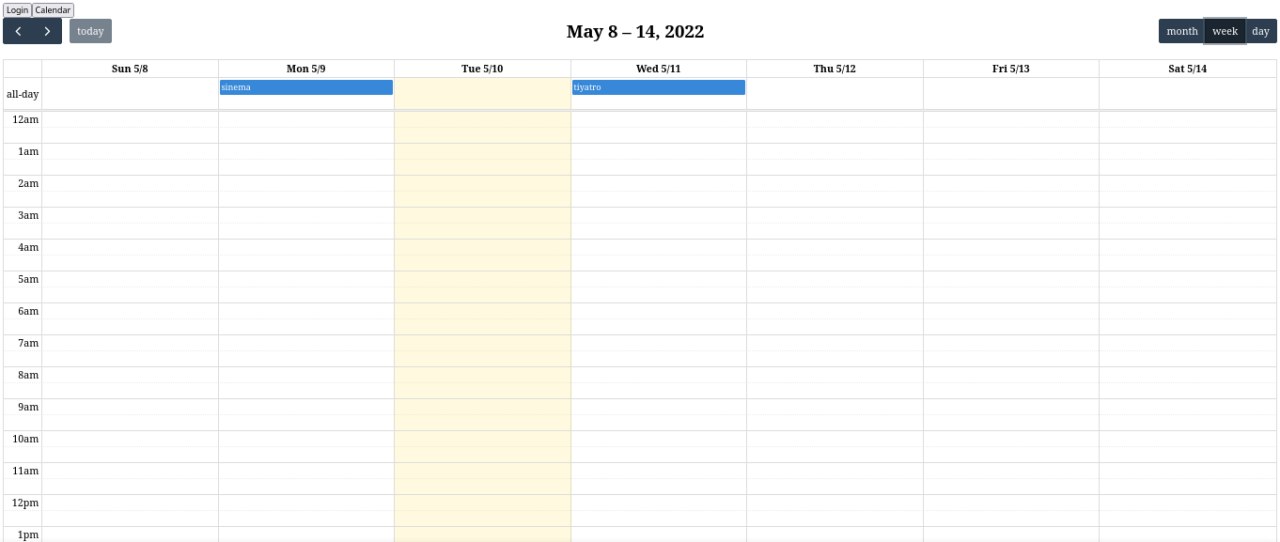 Login Calendar
today May 8 – 14, 2022 month week day
Sun 5/8 Mon 5/9 Tue 5/10 Wed 5/11 Thu 5/12 Fri 5/13 Sat 5/14
all-day sinema tiyatro
12am
1am
2am
3am
4am
5am
6am
7am
8am
9am
10am
11am
12pm
1pm